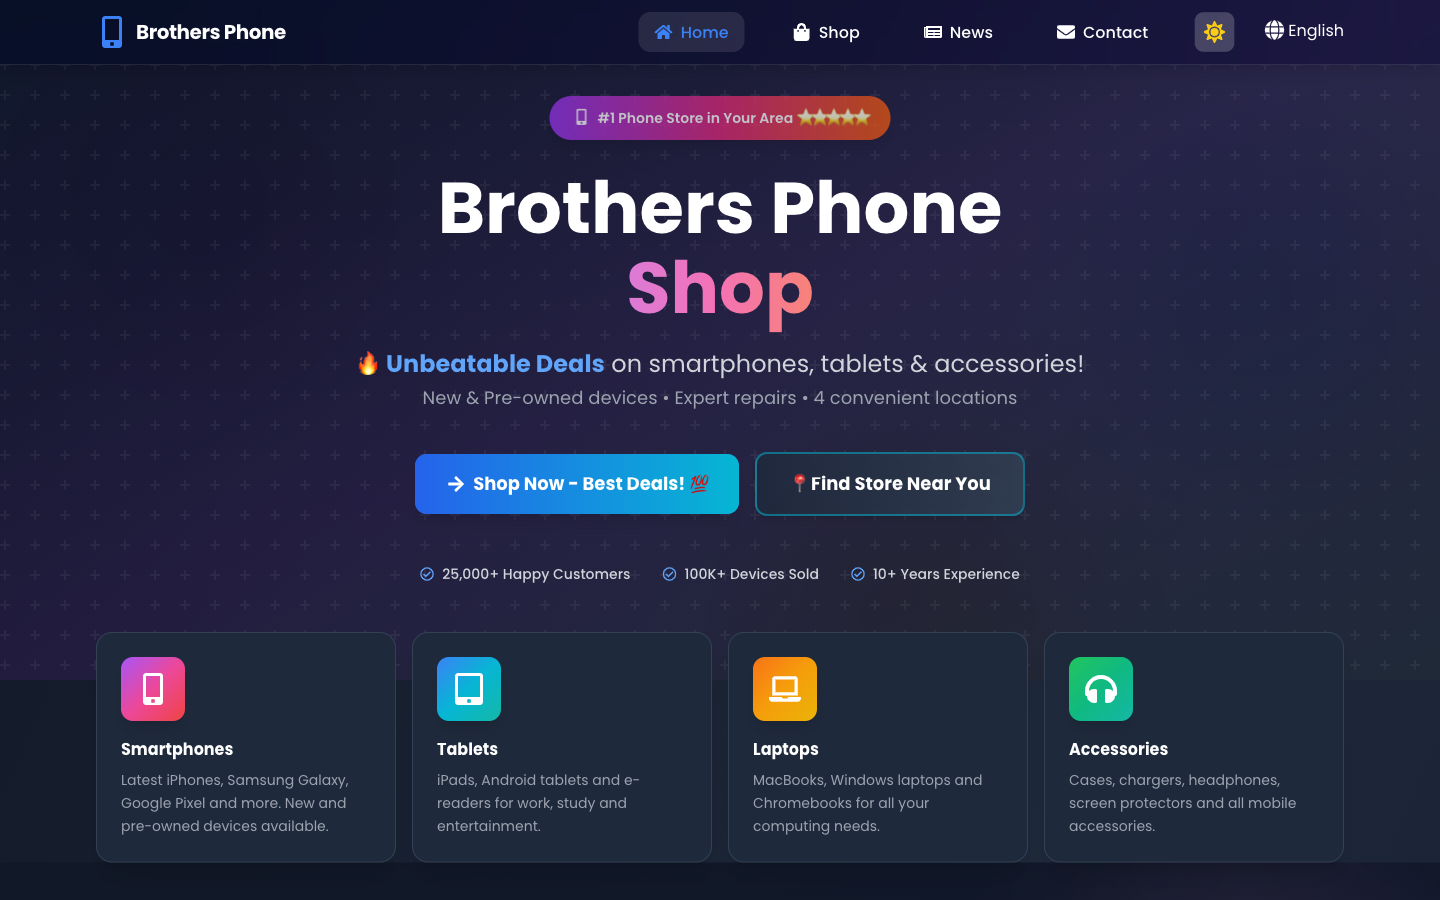 Brothers Phone
Home
Shop
News
Contact
English
#1 Phone Store in Your Area ⭐⭐⭐⭐⭐
Brothers Phone
Shop
🔥 Unbeatable Deals on smartphones, tablets & accessories!
New & Pre-owned devices • Expert repairs • 4 convenient locations
Shop Now - Best Deals! 💯
📍Find Store Near You
25,000+ Happy Customers
100K+ Devices Sold
10+ Years Experience
Smartphones
Latest iPhones, Samsung Galaxy,
Google Pixel and more. New and
pre-owned devices available.
Tablets
iPads, Android tablets and e-
readers for work, study and
entertainment.
Laptops
MacBooks, Windows laptops and
Chromebooks for all your
computing needs.
Accessories
Cases, chargers, headphones,
screen protectors and all mobile
accessories.